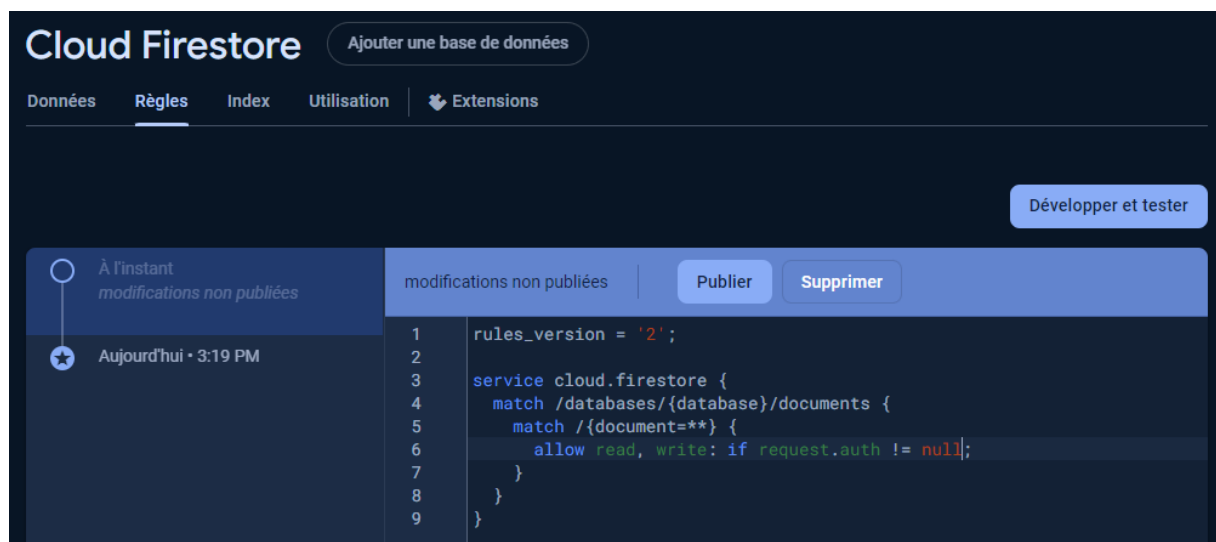 Cloud Firestore Ajouter une base de données
Données Règles Index Utilisation Extensions
Développer et tester
À l'instant
modifications non publiées
Aujourd'hui • 3:19 PM
modifications non publiées Publier Supprimer
1 rules_version = '2';
2
3 service cloud.firestore {
4   match /databases/{database}/documents {
5     match /{document=**} {
6       allow read, write: if request.auth != null;
7     }
8   }
9 }